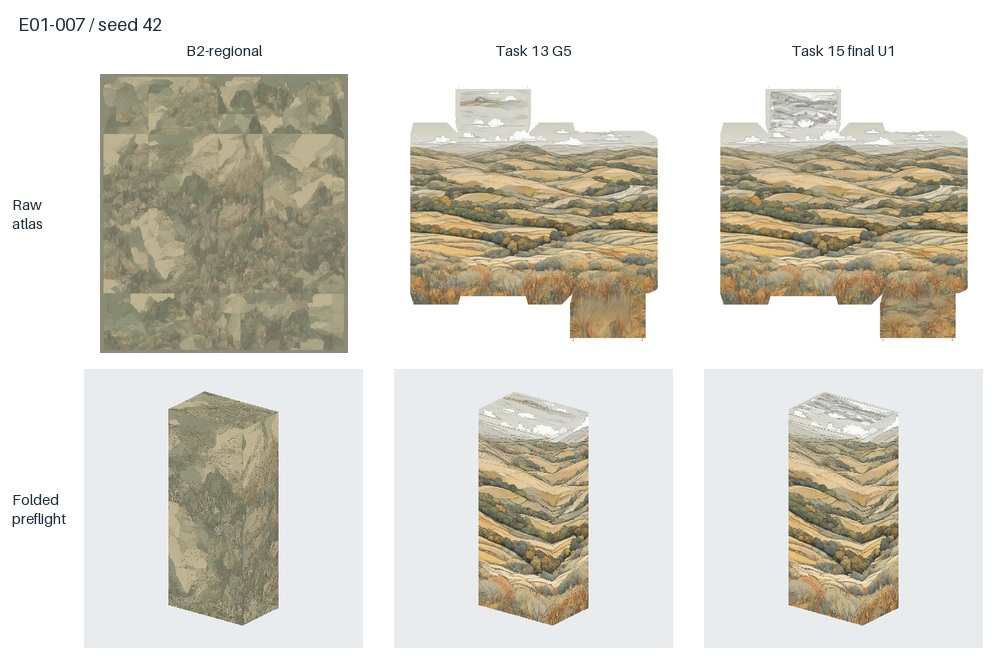 E01-007 / seed 42
B2-regional
Task 13 G5
Task 15 final U1
Raw
atlas
Folded
preflight